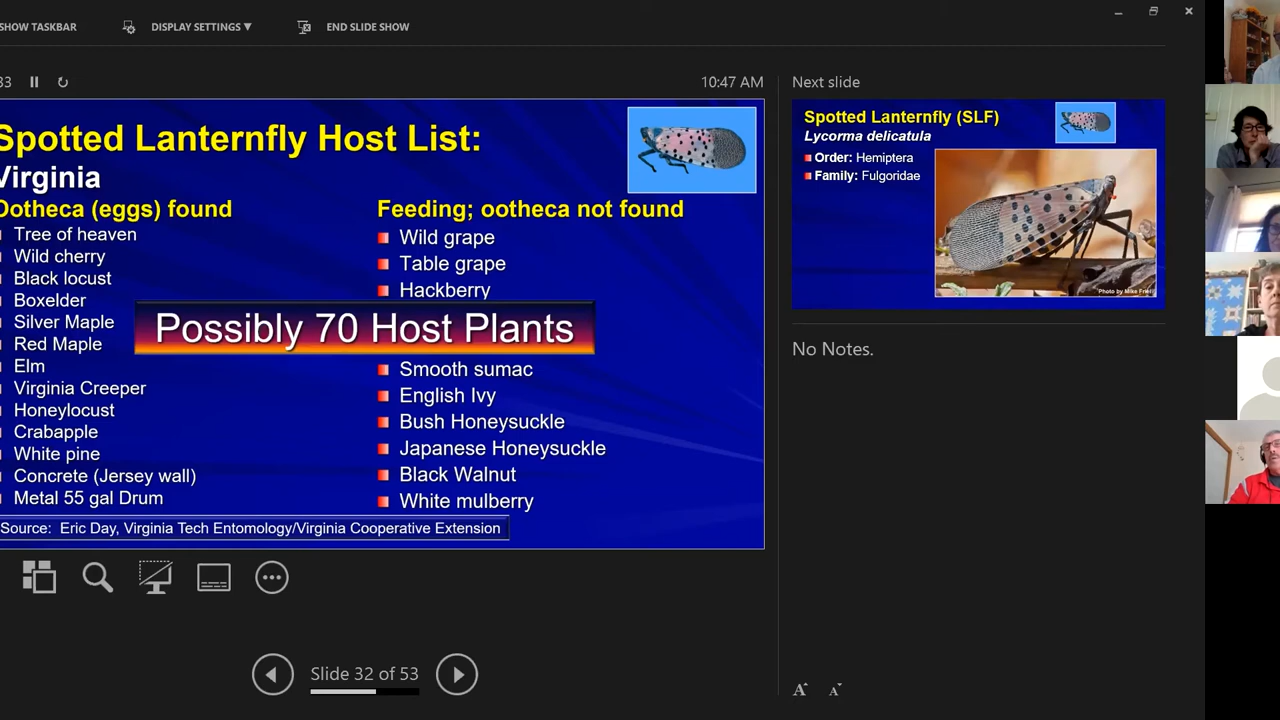 SHOW TASKBAR
DISPLAY SETTINGS ▼
END SLIDE SHOW
33
10:47 AM
Next slide
Spotted Lanternfly Host List:
Virginia
Ootheca (eggs) found
Tree of heaven
Wild cherry
Black locust
Boxelder
Silver Maple
Red Maple
Elm
Virginia Creeper
Honeylocust
Crabapple
White pine
Concrete (Jersey wall)
Metal 55 gal Drum
Feeding; ootheca not found
Wild grape
Table grape
Hackberry
Possibly 70 Host Plants
Smooth sumac
English Ivy
Bush Honeysuckle
Japanese Honeysuckle
Black Walnut
White mulberry
Source: Eric Day, Virginia Tech Entomology/Virginia Cooperative Extension
Spotted Lanternfly (SLF)
Lycorma delicatula
Order: Hemiptera
Family: Fulgoridae
No Notes.
Slide 32 of 53
A
A